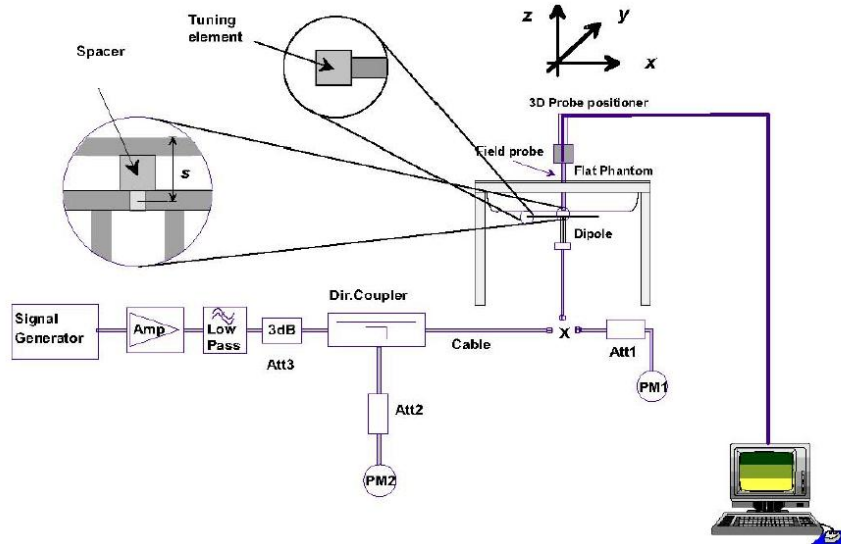 Tuning
element
Spacer
z
y
x
3D Probe positioner
Field probe
Flat Phantom
s
Dipole
Dir.Coupler
Signal
Generator
Amp
Low
Pass
3dB
Att3
Cable
X
Att1
PM1
Att2
PM2